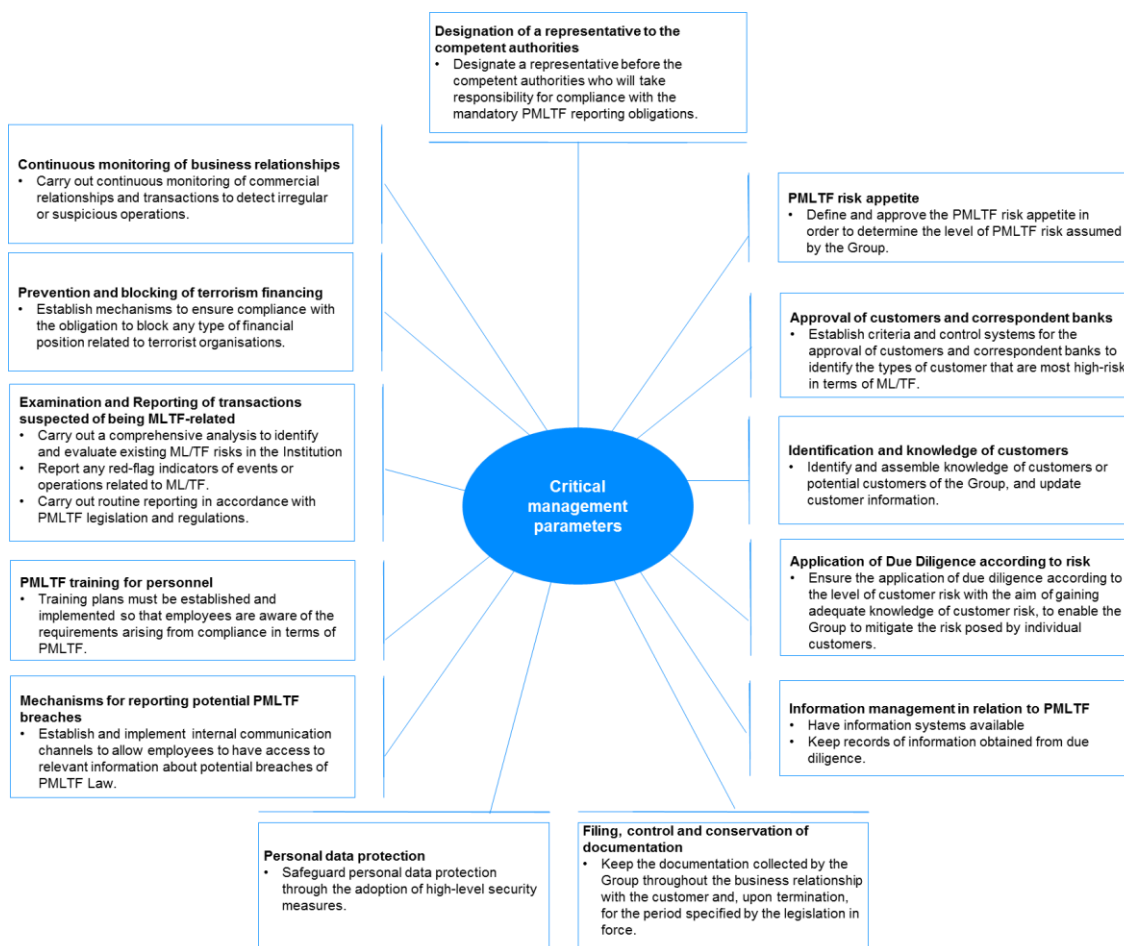 Designation of a representative to the
competent authorities
• Designate a representative before the
competent authorities who will take
responsibility for compliance with the
mandatory PMLTF reporting obligations.
Continuous monitoring of business relationships
• Carry out continuous monitoring of commercial
relationships and transactions to detect irregular
or suspicious operations.
PMLTF risk appetite
• Define and approve the PMLTF risk appetite in
order to determine the level of PMLTF risk assumed
by the Group.
Prevention and blocking of terrorism financing
• Establish mechanisms to ensure compliance with
the obligation to block any type of financial
position related to terrorist organisations.
Approval of customers and correspondent banks
• Establish criteria and control systems for the
approval of customers and correspondent banks to
identify the types of customer that are most high-risk
in terms of ML/TF.
Examination and Reporting of transactions
suspected of being MLTF-related
• Carry out a comprehensive analysis to identify
and evaluate existing ML/TF risks in the Institution
• Report any red-flag indicators of events or
operations related to ML/TF.
• Carry out routine reporting in accordance with
PMLTF legislation and regulations.
Identification and knowledge of customers
• Identify and assemble knowledge of customers or
potential customers of the Group, and update
customer information.
Critical
management
parameters
PMLTF training for personnel
• Training plans must be established and
implemented so that employees are aware of the
requirements arising from compliance in terms of
PMLTF.
Application of Due Diligence according to risk
• Ensure the application of due diligence according to
the level of customer risk with the aim of gaining
adequate knowledge of customer risk, to enable the
Group to mitigate the risk posed by individual
customers.
Mechanisms for reporting potential PMLTF
breaches
• Establish and implement internal communication
channels to allow employees to have access to
relevant information about potential breaches of
PMLTF Law.
Information management in relation to PMLTF
• Have information systems available
• Keep records of information obtained from due
diligence.
Personal data protection
• Safeguard personal data protection
through the adoption of high-level security
measures.
Filing, control and conservation of
documentation
• Keep the documentation collected by the
Group throughout the business relationship
with the customer and, upon termination,
for the period specified by the legislation in
force.